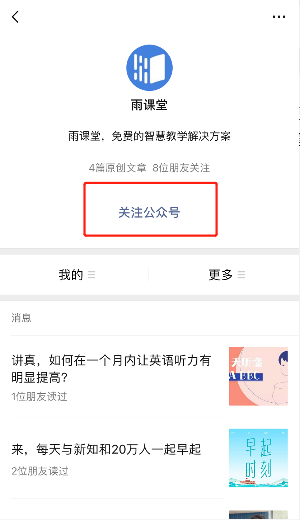 雨课堂
雨课堂，免费的智慧教学解决方案
4篇原创文章 8位朋友关注
关注公众号
我的
更多
消息
讲真，如何在一个月内让英语听力有
明显提高？
1位朋友读过
来，每天与新知和20万人一起早起
2位朋友读过
早起
时刻